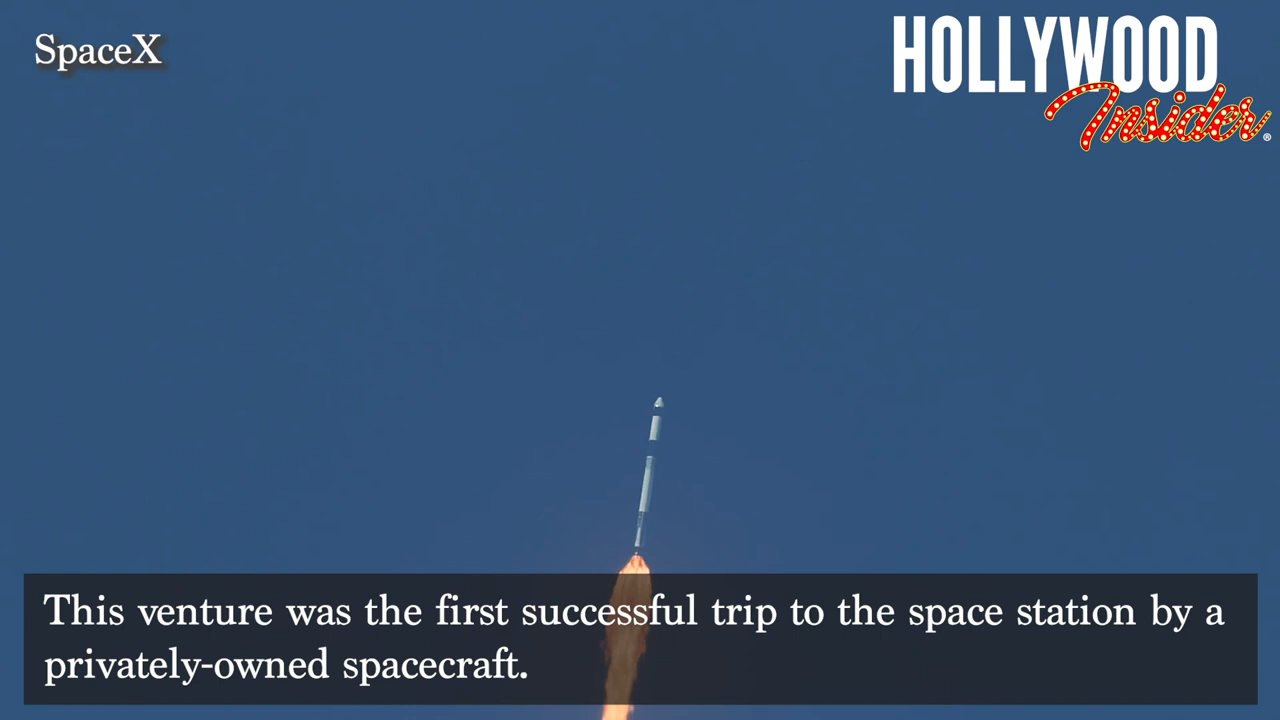 SpaceX
HOLLYWOOD
Insider®
This venture was the first successful trip to the space station by a
privately-owned spacecraft.